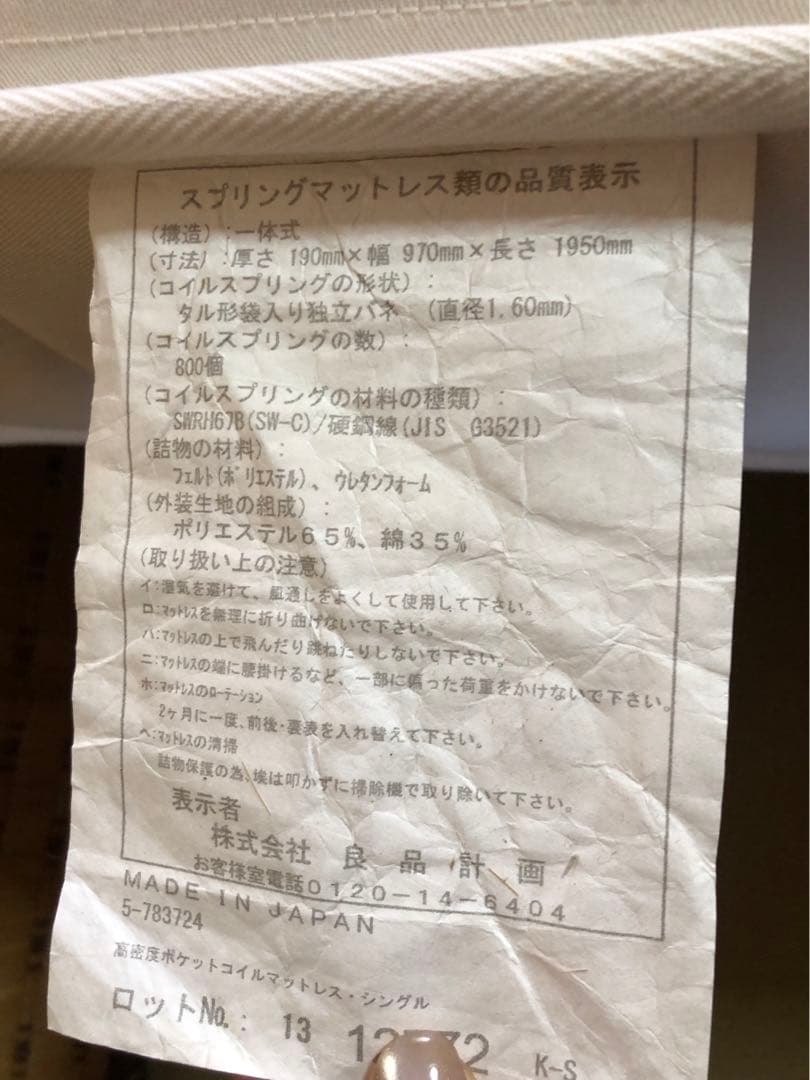 スプリングマットレス類の品質表示
(構造):一体式
(寸法):厚さ 190mm×幅 970mm×長さ 1950mm
(コイルスプリングの形状):
タル形袋入り独立バネ (直径1.60mm)
(コイルスプリングの数):
800個
(コイルスプリングの材料の種類):
SWRH67B(SW-C)/硬鋼線(JIS G3521)
(詰物の材料):
フェルト(ポリエステル)、ウレタンフォーム
(外装生地の組成):
ポリエステル65%、綿35%
(取り扱い上の注意)
イ:湿気を避けて、風通しをよくして使用して下さい。
ロ:マットレスを無理に折り曲げないで下さい。
ハ:マットレスの上で飛んだり跳ねたりしないで下さい。
ニ:マットレスの端に腰掛けるなど、一部に偏った荷重をかけないで下さい。
ホ:マットレスのローテーション
2ヶ月に一度、前後・裏表を入れ替えて下さい。
ヘ:マットレスの清掃
詰物保護の為、埃は叩かずに掃除機で取り除いて下さい。
表示者
株式会社 良品計画
お客様室電話0120-14-6404
MADE IN JAPAN
5-783724
高密度ポケットコイルマットレス・シングル
ロットNo.: 13
K-S